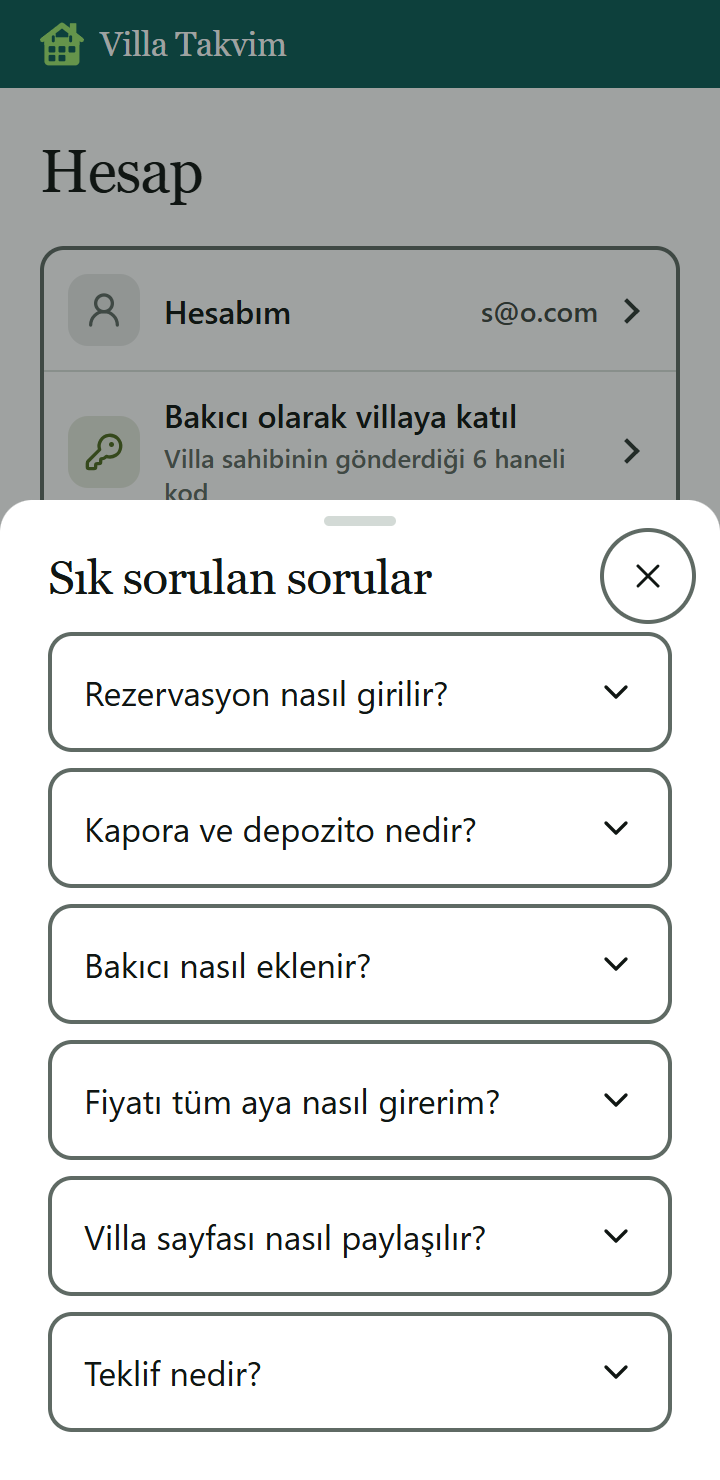 Villa Takvim
Hesap
Hesabım
s@o.com
Bakıcı olarak villaya katıl
Villa sahibinin gönderdiği 6 haneli
kod
Sık sorulan sorular
Rezervasyon nasıl girilir?
Kapora ve depozito nedir?
Bakıcı nasıl eklenir?
Fiyatı tüm aya nasıl girerim?
Villa sayfası nasıl paylaşılır?
Teklif nedir?